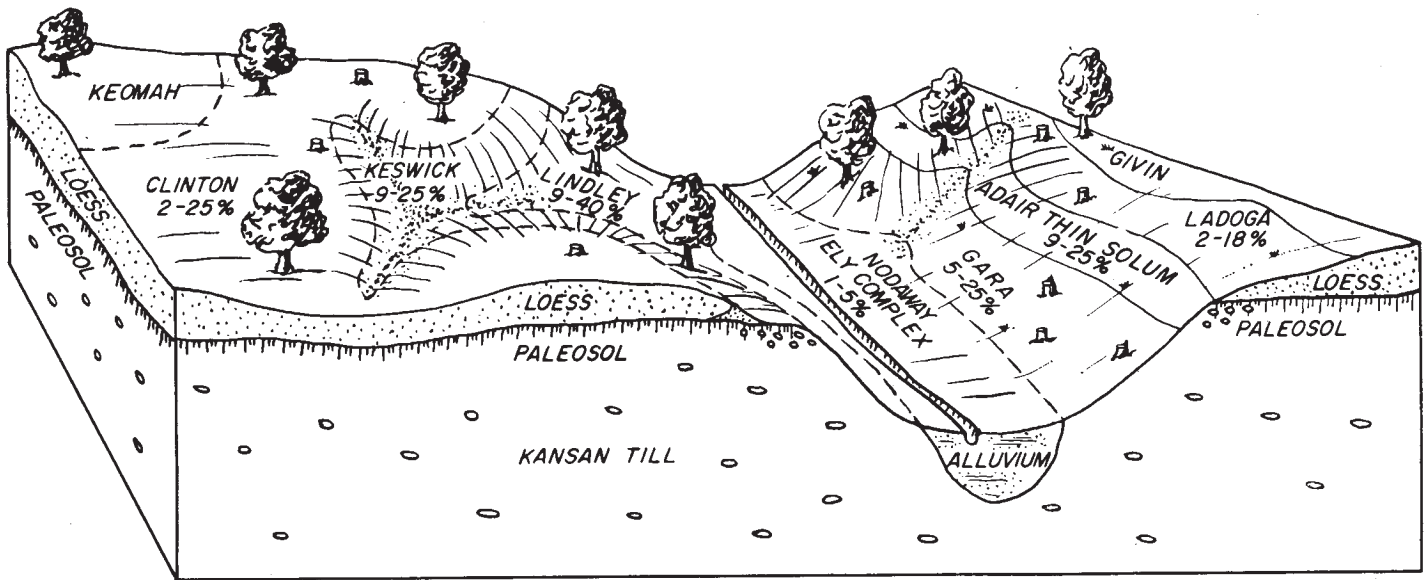 KEOMAH
LOESS
PALEOSOL
CLINTON
2-25%
KESWICK
9-25%
LINDLEY
9-40%
LOESS
PALEOSOL
KANSAN TILL
ELY COMPLEX
1-5%
NODAWAY
GARA
5-25%
ADAIR THIN SOLUM
9-25%
GIVIN
LADOGA
2-18%
LOESS
PALEOSOL
ALLUVIUM